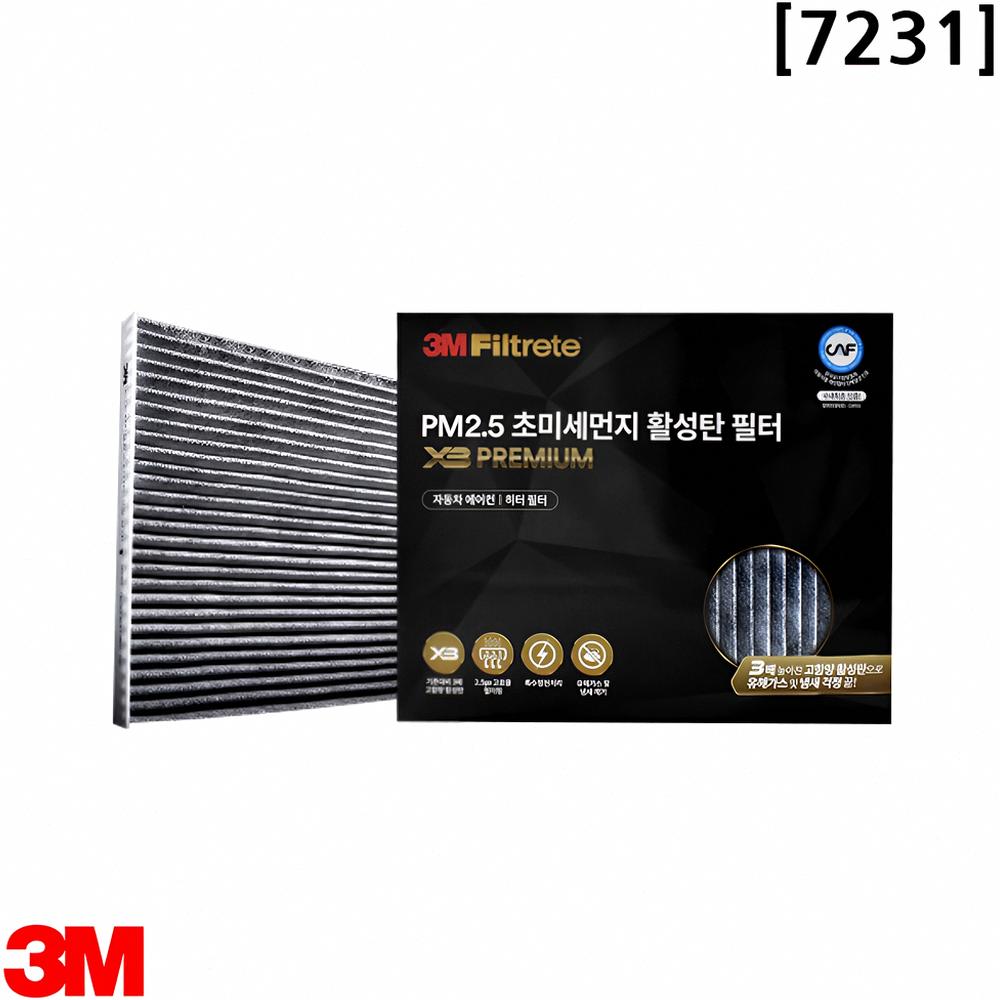 [7231]
3M Filtrete
CAF
PM2.5 초미세먼지 활성탄 필터
X3 PREMIUM
자동차 에어컨 히터 필터
X3
3배 높아진 고함량 활성탄으로
유해가스 및 냄새 걱정 끝!
3M